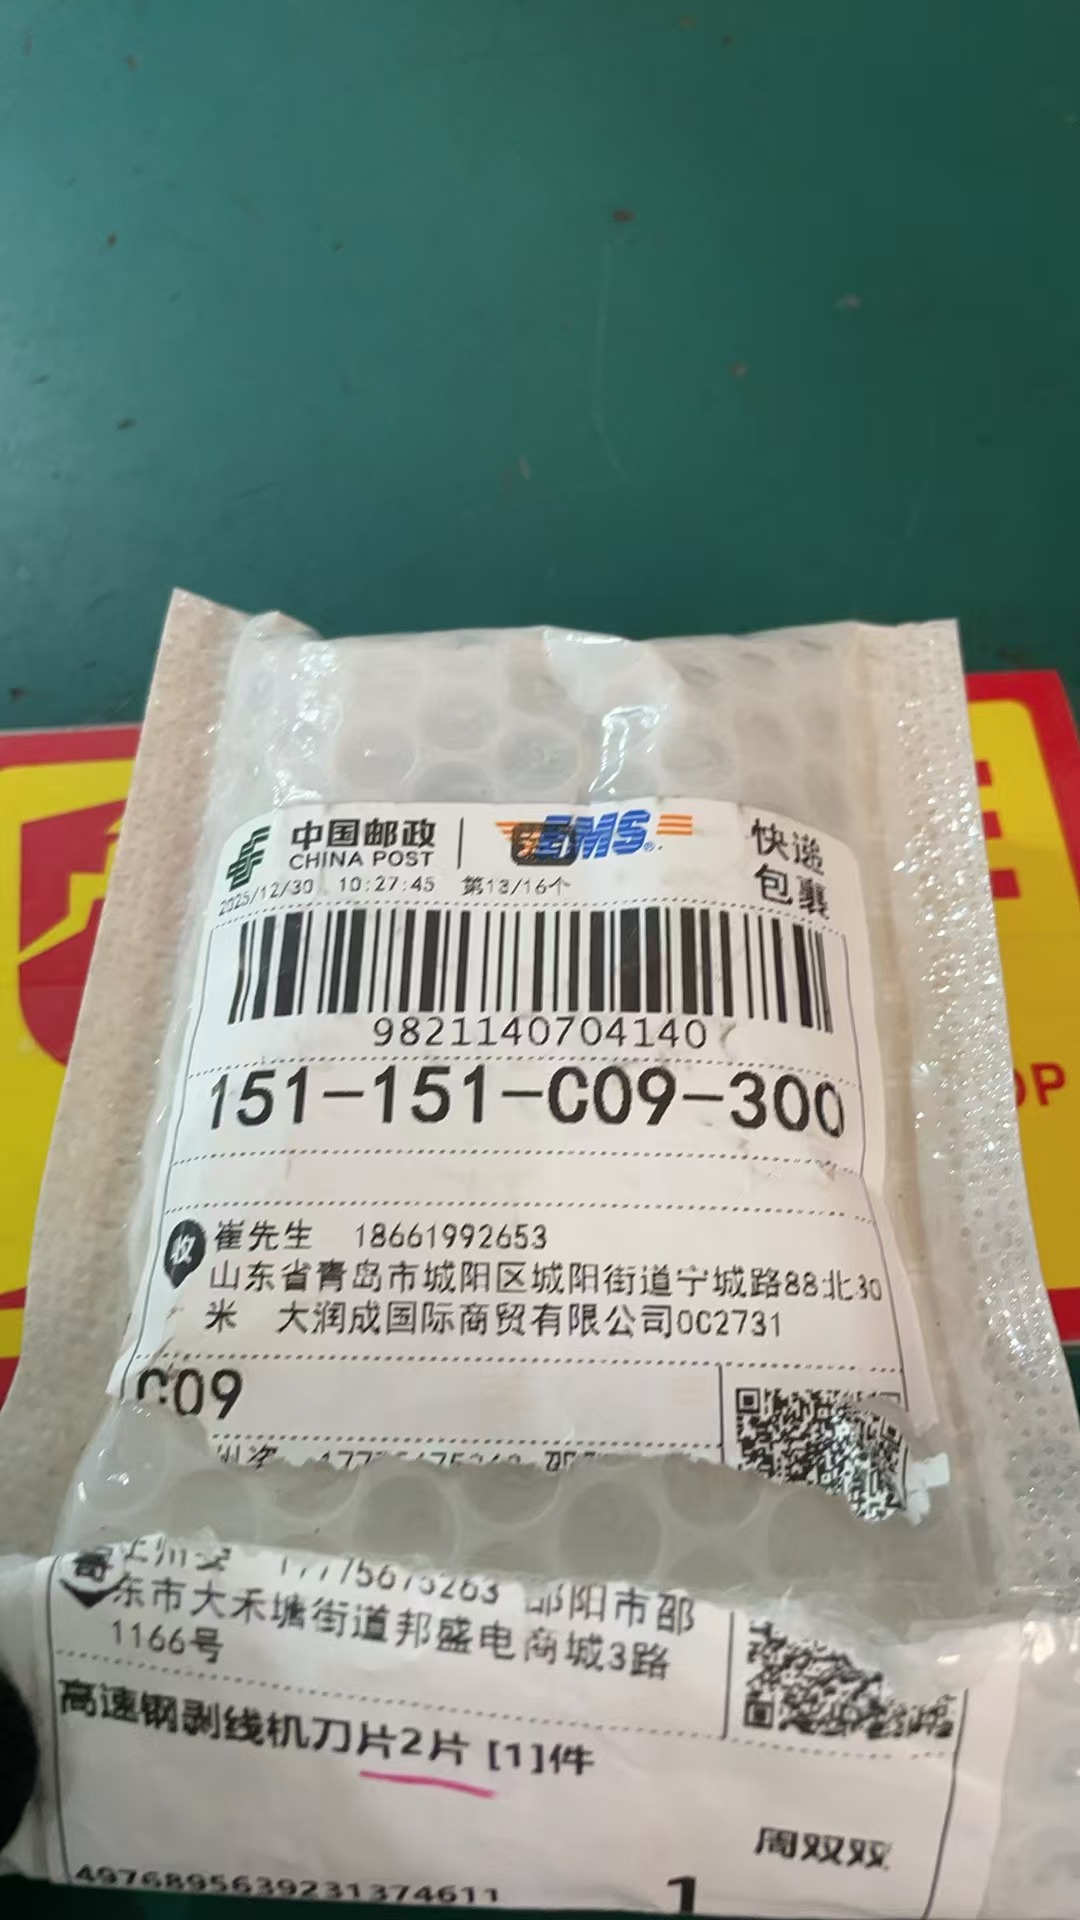 中国邮政
CHINA POST
EMS
快递
包裹
2025/12/30 10:27:45 第13/16个
9821140704140
151-151-C09-300
收 崔先生 18661992653
山东省青岛市城阳区城阳街道宁城路88北30
米 大润成国际商贸有限公司0C2731
C09
寄
17775675263 邵阳市邵
东市大禾塘街道邦盛电商城3路
1166号
高速钢剥线机刀片2片 [1]件
周双双
4976895639231374611
1
OP